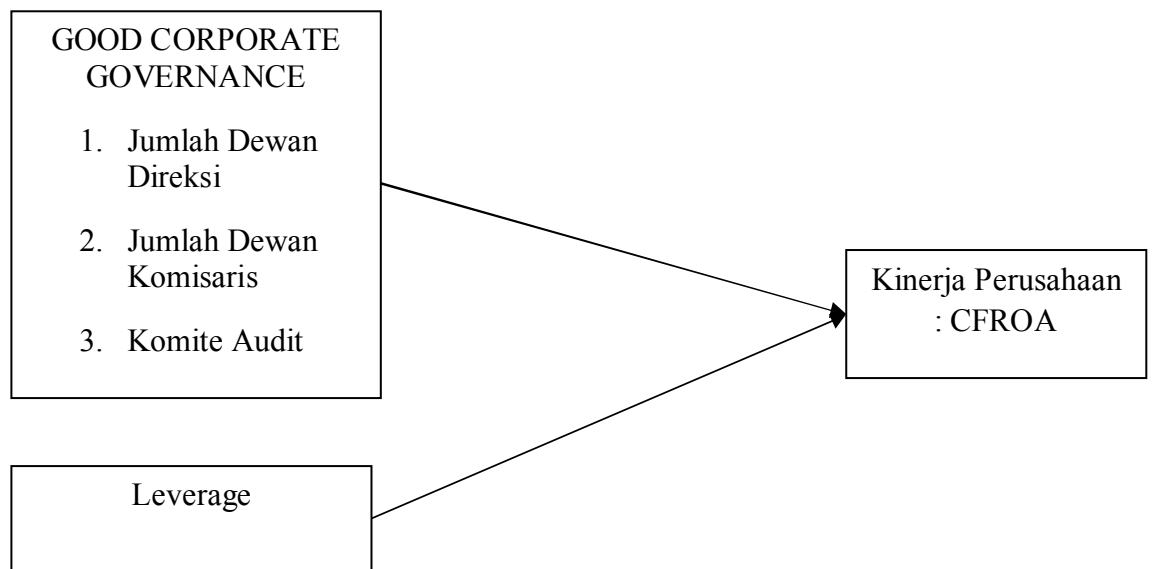 GOOD CORPORATE
GOVERNANCE
1. Jumlah Dewan
Direksi
2. Jumlah Dewan
Komisaris
3. Komite Audit
Kinerja Perusahaan
: CFROA
Leverage